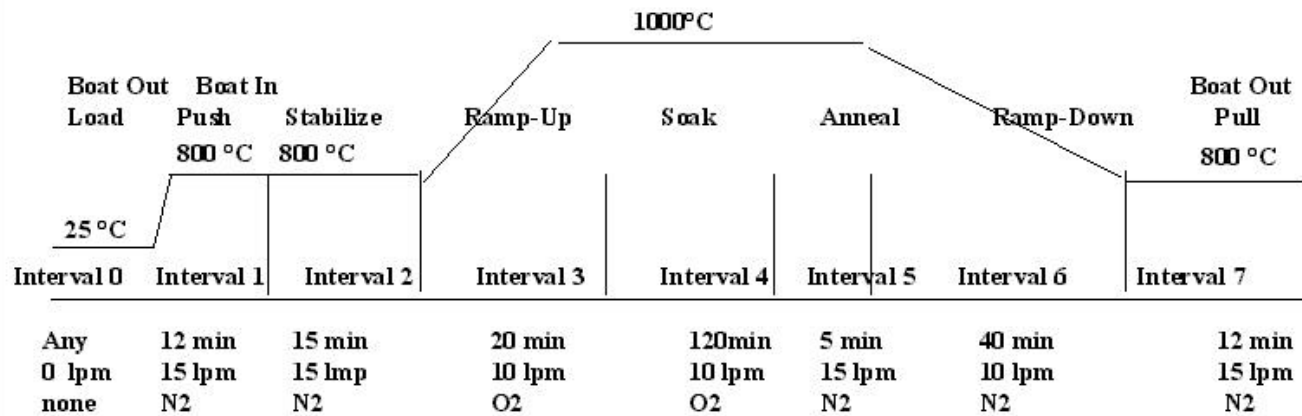 1000°C
Boat Out Boat In Boat Out
Load Push Stabilize Ramp-Up Soak Anneal Ramp-Down Pull
800 °C 800 °C 800 °C
25 °C
Interval 0 Interval 1 Interval 2 Interval 3 Interval 4 Interval 5 Interval 6 Interval 7
Any 12 min 15 min 20 min 120min 5 min 40 min 12 min
0 lpm 15 lpm 15 lmp 10 lpm 10 lpm 15 lpm 10 lpm 15 lpm
none N2 N2 O2 O2 N2 N2 N2